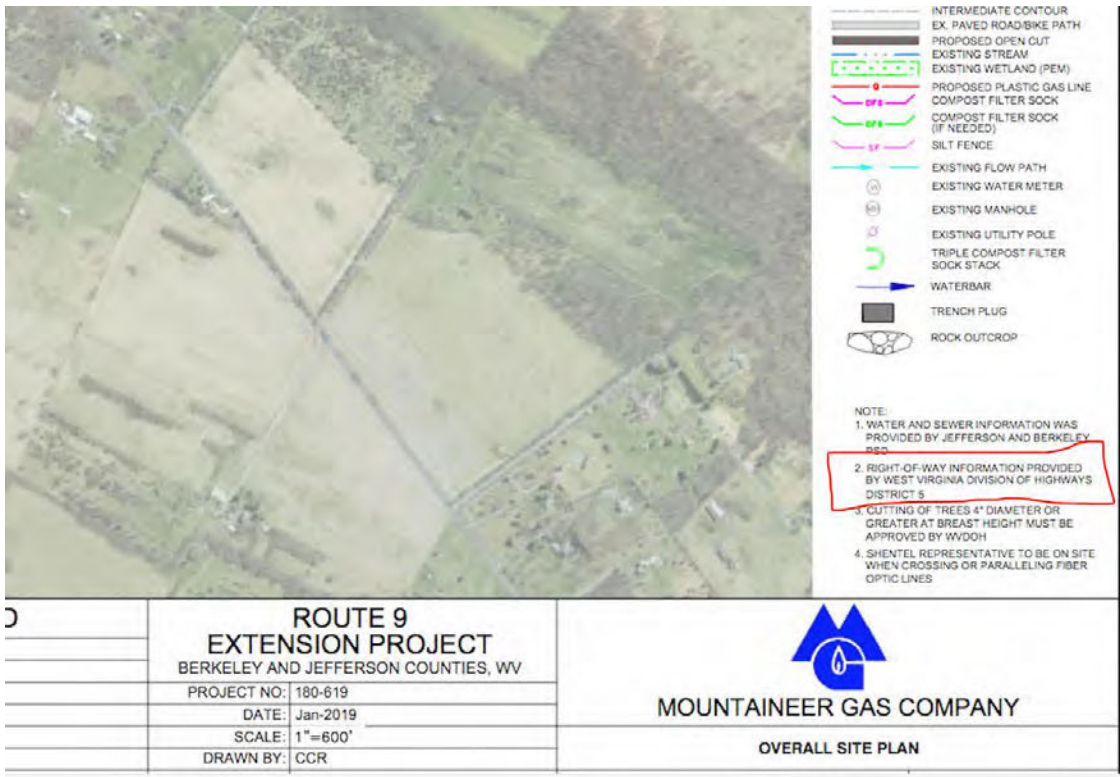 INTERMEDIATE CONTOUR
EX. PAVED ROAD/BIKE PATH
PROPOSED OPEN CUT
EXISTING STREAM
EXISTING WETLAND (PEM)
G
PROPOSED PLASTIC GAS LINE
CFS
COMPOST FILTER SOCK
CFS
COMPOST FILTER SOCK
(IF NEEDED)
SF
SILT FENCE
EXISTING FLOW PATH
W
EXISTING WATER METER
MH
EXISTING MANHOLE
EXISTING UTILITY POLE
TRIPLE COMPOST FILTER
SOCK STACK
WATERBAR
TRENCH PLUG
ROCK OUTCROP
NOTE:
1. WATER AND SEWER INFORMATION WAS
PROVIDED BY JEFFERSON AND BERKELEY
PSD
2. RIGHT-OF-WAY INFORMATION PROVIDED
BY WEST VIRGINIA DIVISION OF HIGHWAYS
DISTRICT 5
3. CUTTING OF TREES 4" DIAMETER OR
GREATER AT BREAST HEIGHT MUST BE
APPROVED BY WVDOH
4. SHENTEL REPRESENTATIVE TO BE ON SITE
WHEN CROSSING OR PARALLELING FIBER
OPTIC LINES
ROUTE 9
EXTENSION PROJECT
BERKELEY AND JEFFERSON COUNTIES, WV
PROJECT NO: 180-619
DATE: Jan-2019
SCALE: 1"=600'
DRAWN BY: CCR
MOUNTAINEER GAS COMPANY
OVERALL SITE PLAN